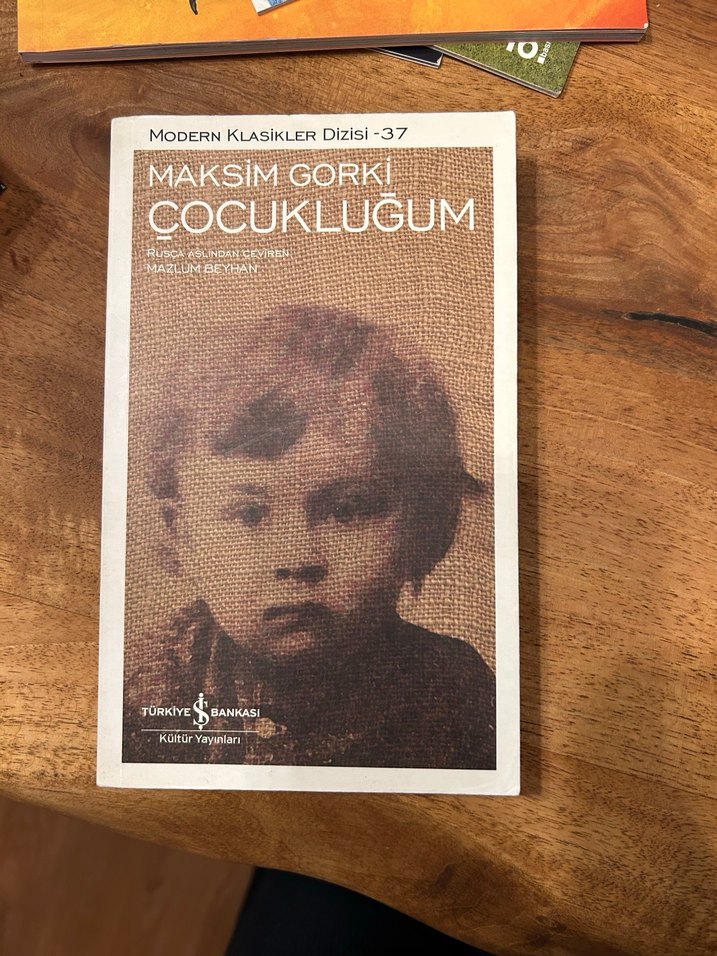 MODERN KLASİKLER DİZİSİ -37
MAKSİM GORKİ
ÇOCUKLUĞUM
RUSÇA ASLINDAN ÇEVİREN:
MAZLUM BEYHAN
TÜRKİYE İŞ BANKASI
Kültür Yayınları